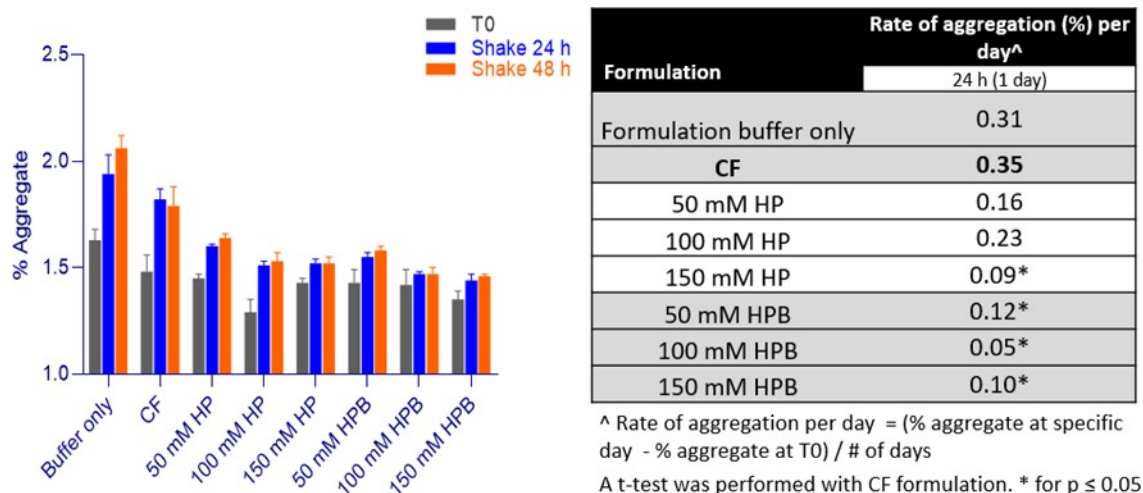 T0
Shake 24 h
Shake 48 h
% Aggregate
2.5
2.0
1.5
1.0
Buffer only
CF
50 mM HP
100 mM HP
150 mM HP
50 mM HPB
100 mM HPB
150 mM HPB
Formulation
Rate of aggregation (%) per
day^
24 h (1 day)
Formulation buffer only 0.31
CF 0.35
50 mM HP 0.16
100 mM HP 0.23
150 mM HP 0.09*
50 mM HPB 0.12*
100 mM HPB 0.05*
150 mM HPB 0.10*
^ Rate of aggregation per day = (% aggregate at specific
day - % aggregate at T0) / # of days
A t-test was performed with CF formulation. * for p ≤ 0.05